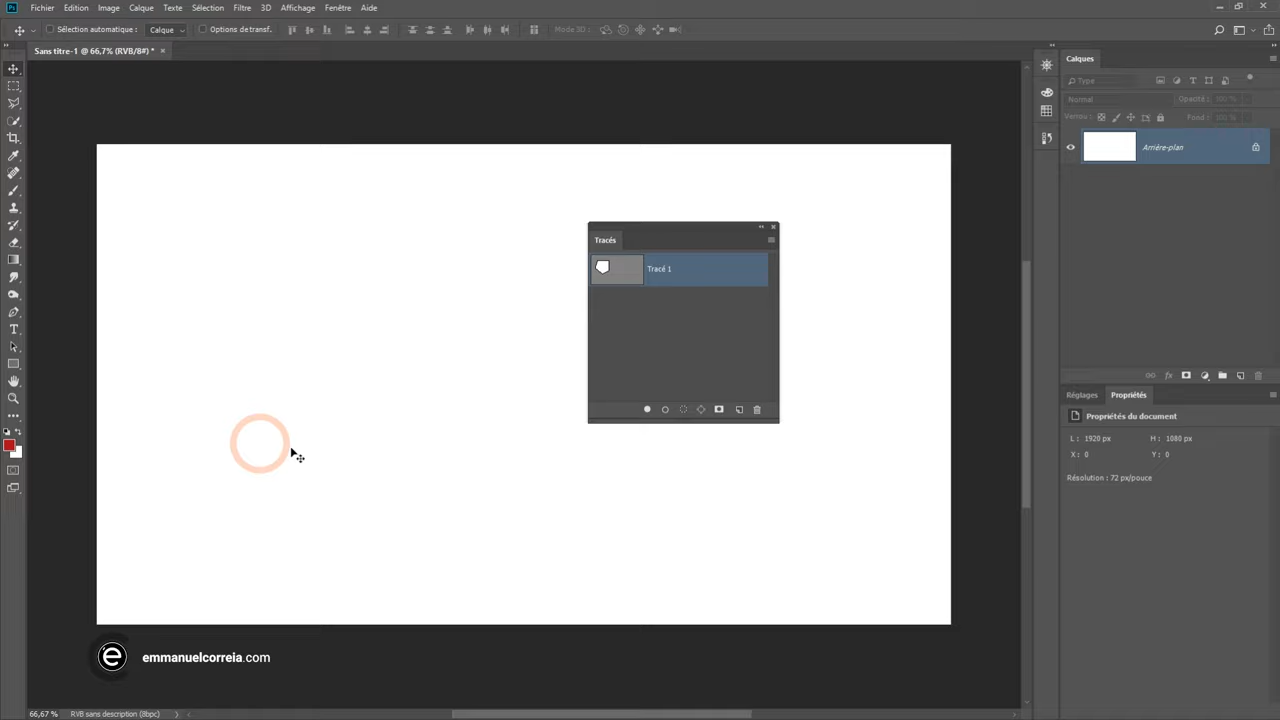 Ps Fichier Edition Image Calque Texte Sélection Filtre 3D Affichage Fenêtre Aide
Sélection automatique : Calque Options de transf. Mode 3D :
Sans titre-1 @ 66,7% (RVB/8#) *
Calques
Type
Normal Opacité : 100 %
Verrou : Fond : 100 %
Arrière-plan
Tracés
Tracé 1
Réglages Propriétés
Propriétés du document
L : 1920 px H : 1080 px
X : 0 Y : 0
Résolution : 72 px/pouce
e emmanuelcorreia.com
66,67 % RVB sans description (8bpc)